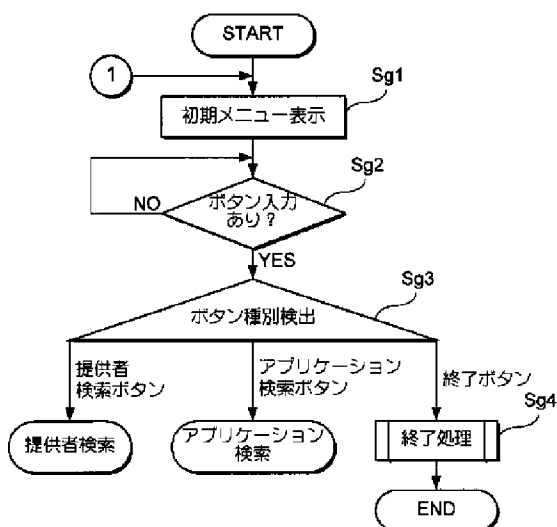 START
1
Sg1
初期メニュー表示
Sg2
ボタン入力
あり？
NO
YES
Sg3
ボタン種別検出
提供者
検索ボタン
アプリケーション
検索ボタン
終了ボタン
Sg4
提供者検索
アプリケーション
検索
終了処理
END